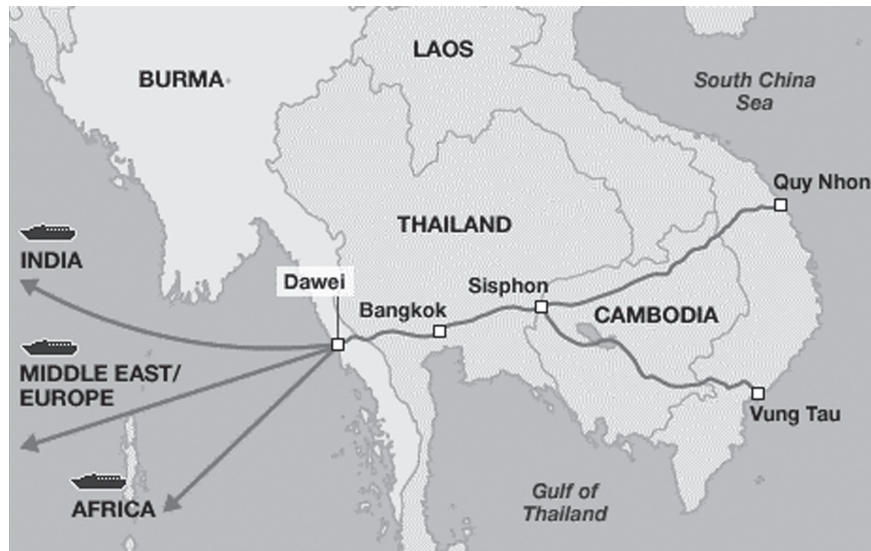 LAOS
BURMA
South China
Sea
Quy Nhon
THAILAND
INDIA
Dawei
Sisphon
Bangkok
CAMBODIA
MIDDLE EAST/
EUROPE
Vung Tau
AFRICA
Gulf of
Thailand